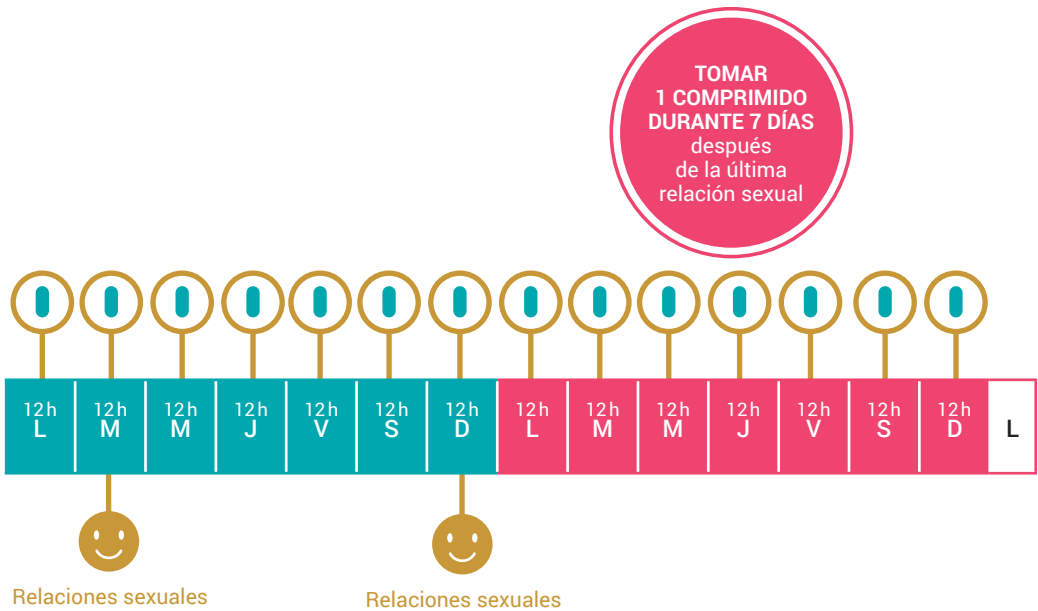 TOMAR
1 COMPRIMIDO
DURANTE 7 DÍAS
después
de la última
relación sexual
12h 12h 12h 12h 12h 12h 12h 12h 12h 12h 12h 12h 12h 12h
L M M J V S D L M M J V S D L
Relaciones sexuales Relaciones sexuales